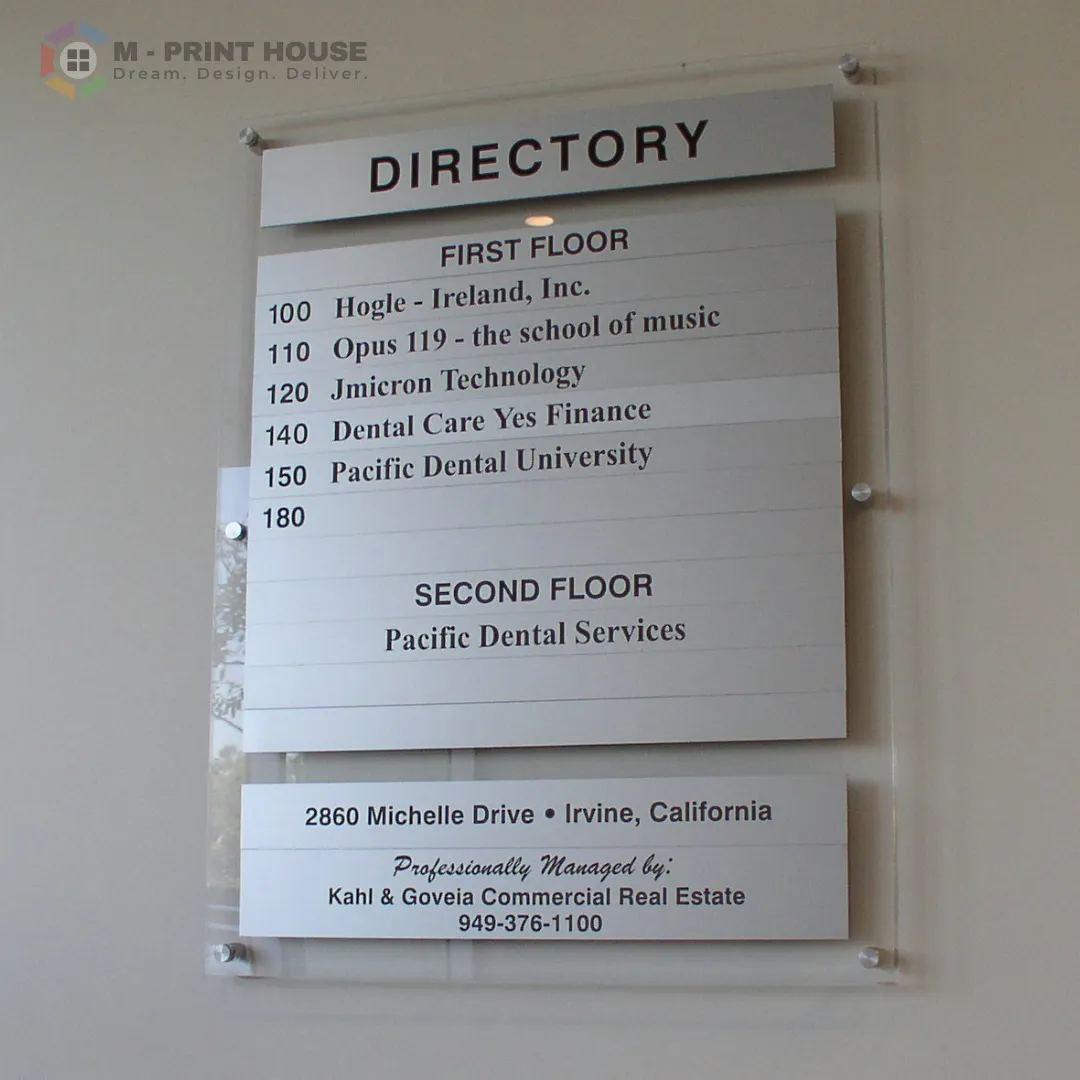 M - PRINT HOUSE
Dream. Design. Deliver.
DIRECTORY
FIRST FLOOR
100 Hogle - Ireland, Inc.
110 Opus 119 - the school of music
120 Jmicron Technology
140 Dental Care Yes Finance
150 Pacific Dental University
180
SECOND FLOOR
Pacific Dental Services
2860 Michelle Drive • Irvine, California
Professionally Managed by:
Kahl & Goveia Commercial Real Estate
949-376-1100